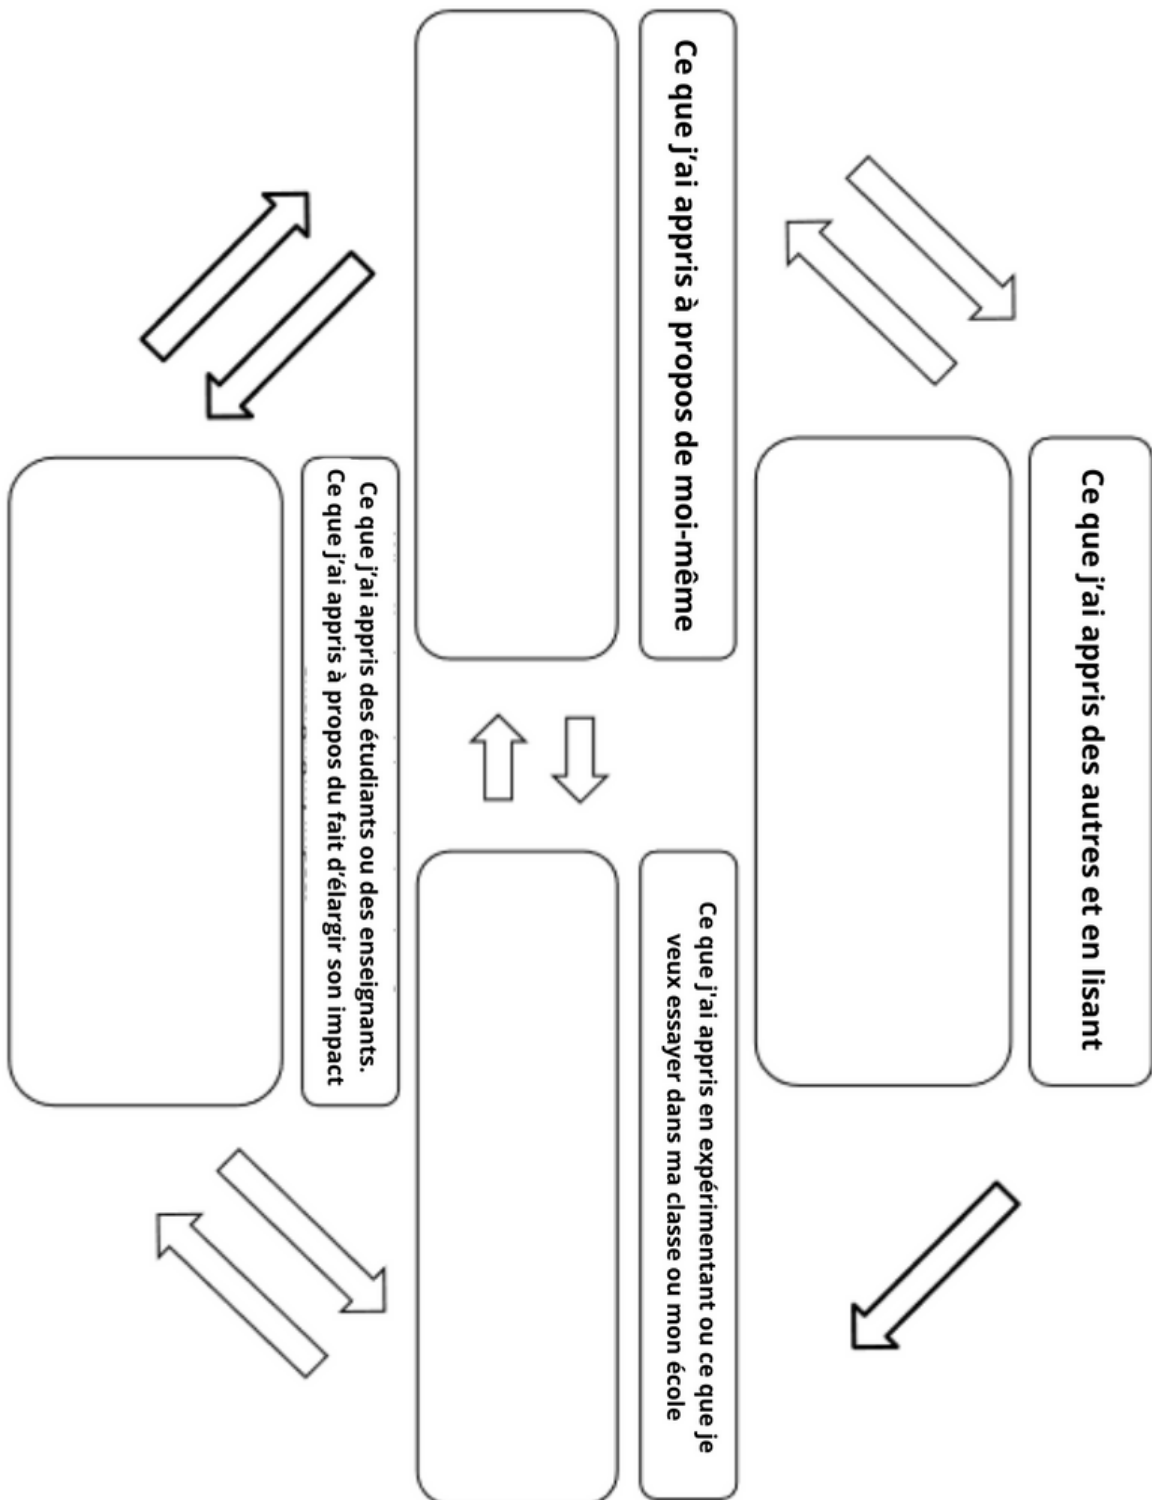 Ce que j'ai appris des autres et en lisant
Ce que j'ai appris à propos de moi-même
Ce que j'ai appris en expérimentant ou ce que je
veux essayer dans ma classe ou mon école
Ce que j'ai appris des étudiants ou des enseignants.
Ce que j'ai appris à propos du fait d'élargir son impact